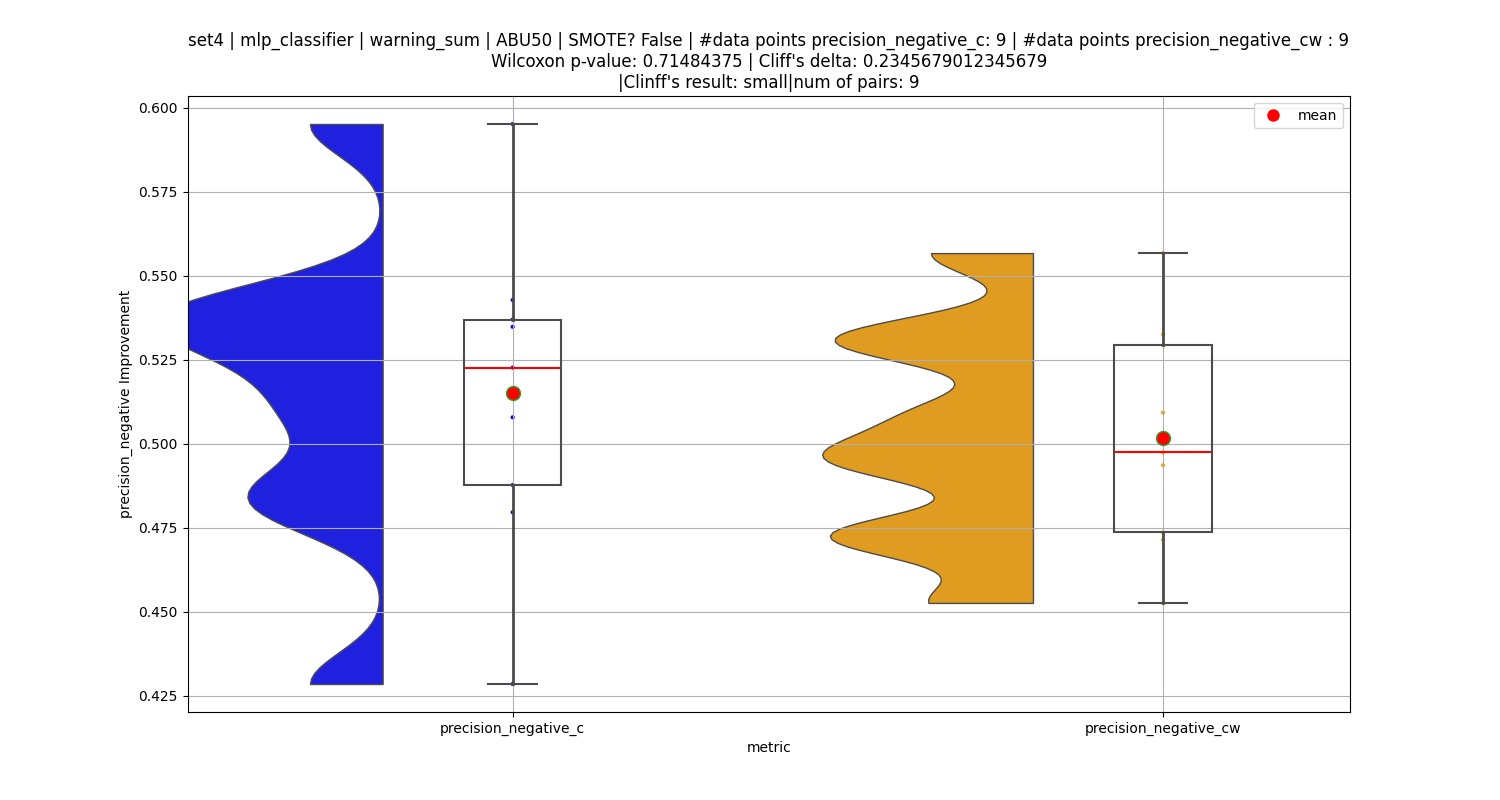 set4 | mlp_classifier | warning_sum | ABU50 | SMOTE? False | #data points precision_negative_c: 9 | #data points precision_negative_cw : 9
Wilcoxon p-value: 0.71484375 | Cliff's delta: 0.2345679012345679
|Clinff's result: small|num of pairs: 9
mean
precision_negative Improvement
0.600
0.575
0.550
0.525
0.500
0.475
0.450
0.425
precision_negative_c
precision_negative_cw
metric